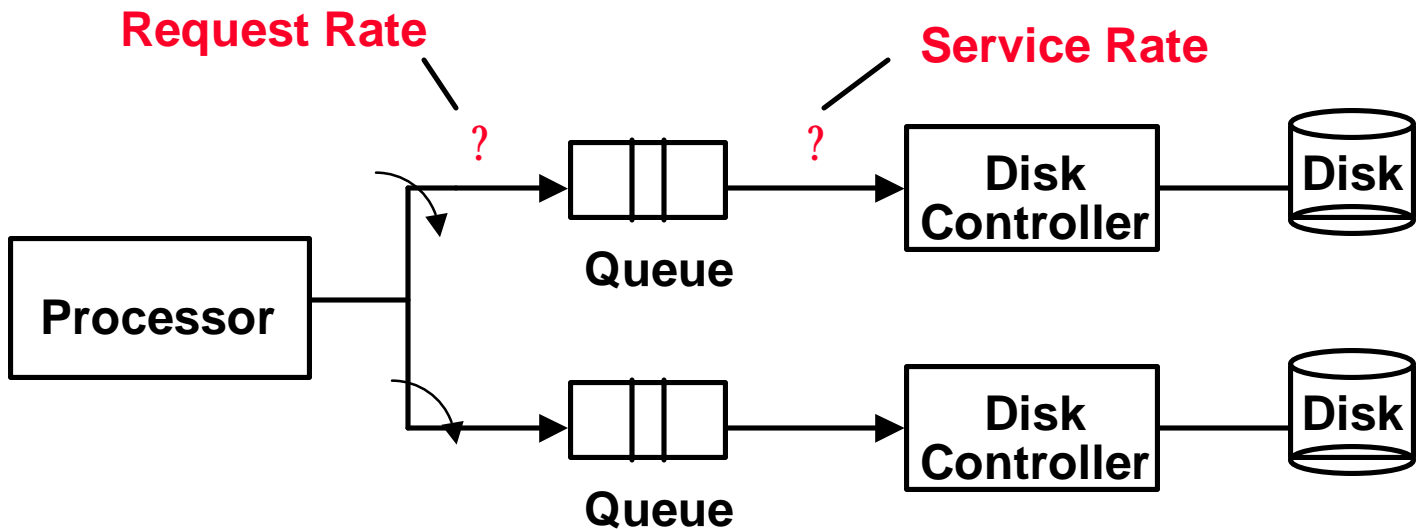 Request Rate
Service Rate
?
?
Disk
Controller
Disk
Queue
Processor
Disk
Controller
Disk
Queue